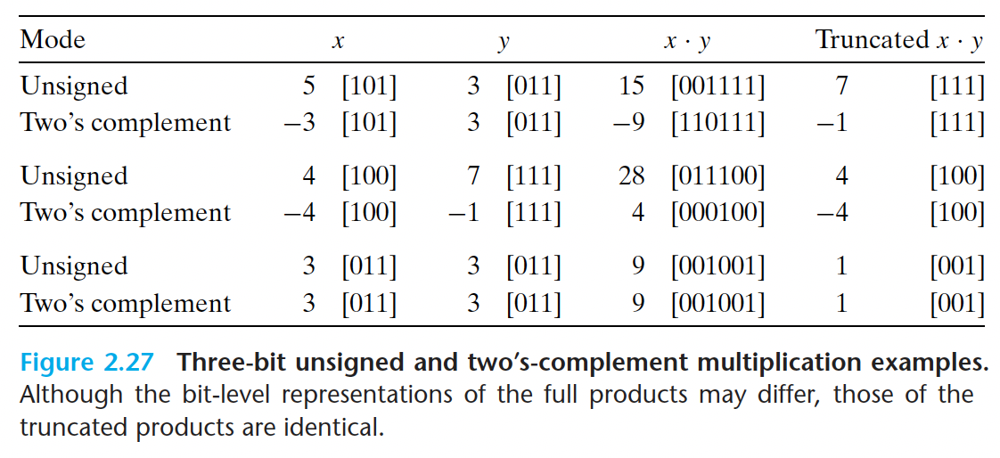 Mode x y x · y Truncated x · y
Unsigned 5 [101] 3 [011] 15 [001111] 7 [111]
Two’s complement −3 [101] 3 [011] −9 [110111] −1 [111]
Unsigned 4 [100] 7 [111] 28 [011100] 4 [100]
Two’s complement −4 [100] −1 [111] 4 [000100] −4 [100]
Unsigned 3 [011] 3 [011] 9 [001001] 1 [001]
Two’s complement 3 [011] 3 [011] 9 [001001] 1 [001]
Figure 2.27 Three-bit unsigned and two’s-complement multiplication examples.
Although the bit-level representations of the full products may differ, those of the
truncated products are identical.